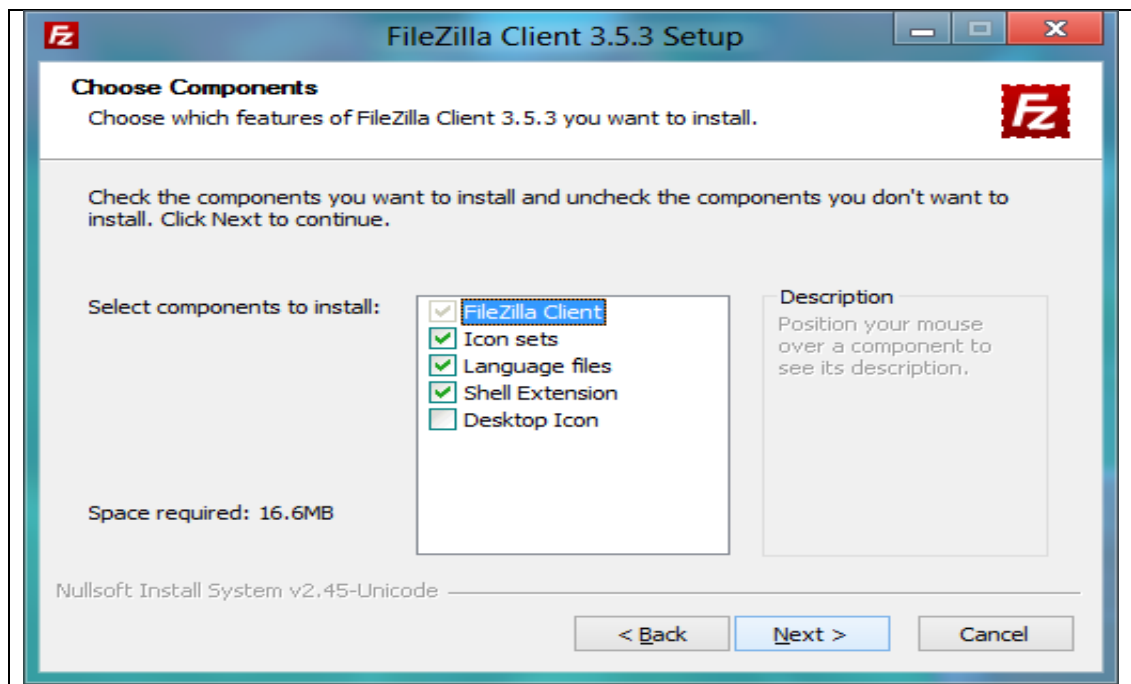 Fz
FileZilla Client 3.5.3 Setup
Choose Components
Choose which features of FileZilla Client 3.5.3 you want to install.
Fz
Check the components you want to install and uncheck the components you don't want to
install. Click Next to continue.
Select components to install:
FileZilla Client
Icon sets
Language files
Shell Extension
Desktop Icon
Description
Position your mouse
over a component to
see its description.
Space required: 16.6MB
Nullsoft Install System v2.45-Unicode
< Back
Next >
Cancel